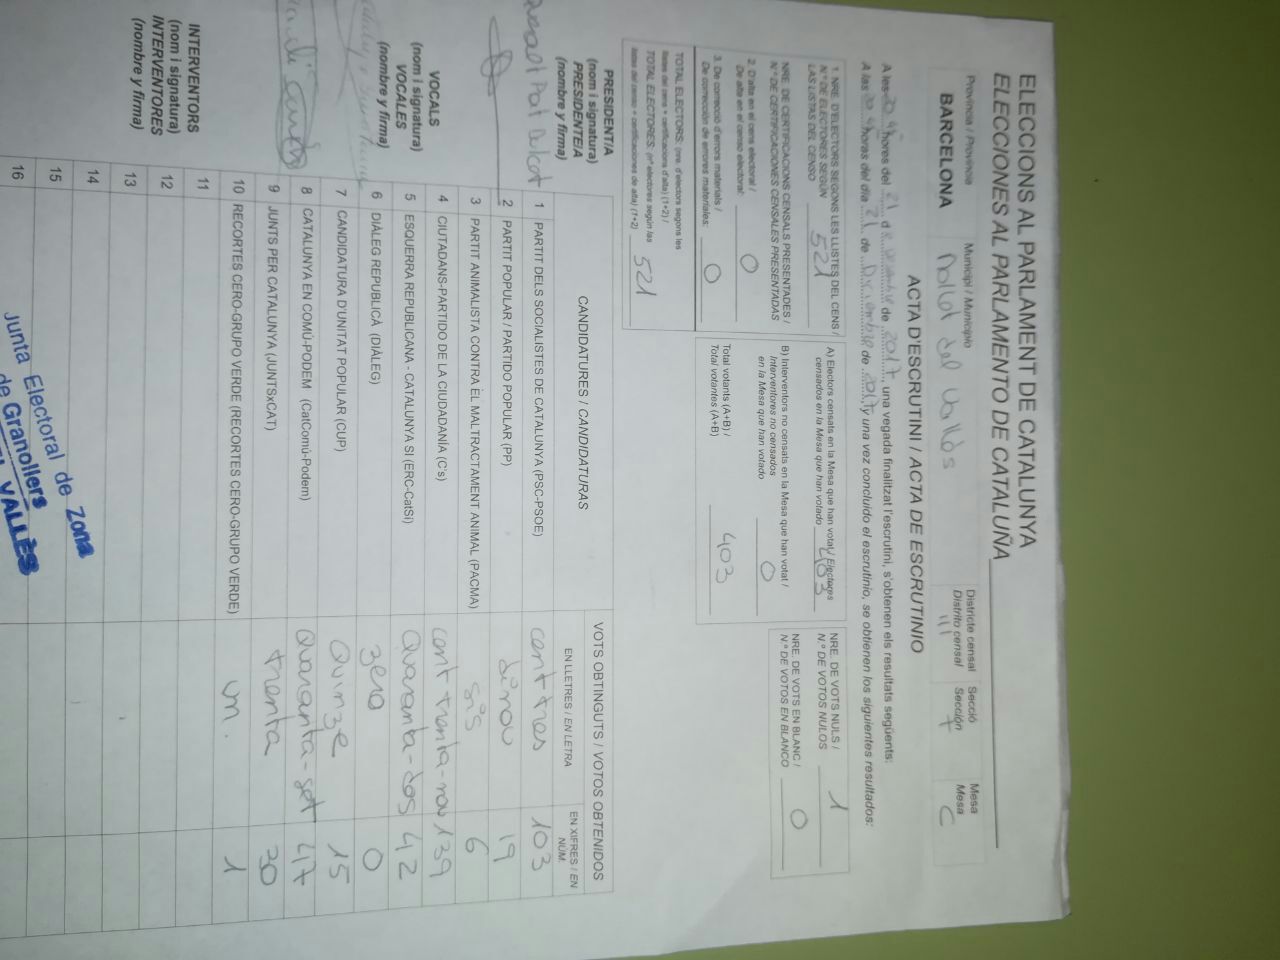 ELECCIONS AL PARLAMENT DE CATALUNYA
ELECCIONES AL PARLAMENTO DE CATALUÑA
Província / Provincia
BARCELONA
Municipi / Municipio
Mollet del Vallès
Districte censal
Distrito censal
III
Secció
Sección
Mesa
Mesa
C
ACTA D'ESCRUTINI / ACTA DE ESCRUTINIO
A les hores del 21 d de 2017, una vegada finalitzat l'escrutini, s'obtenen els resultats següents:
A las horas del día 21 de Diciembre de 2017 y una vez concluido el escrutinio, se obtienen los siguientes resultados:
1. NRE. D'ELECTORS SEGONS LES LLISTES DEL CENS /
N.º DE ELECTORES SEGÚN
LAS LISTAS DEL CENSO 521
NRE. DE CERTIFICACIONS CENSALS PRESENTADES /
N.º DE CERTIFICACIONES CENSALES PRESENTADAS
2. D'alta en el cens electoral /
De alta en el censo electoral: 0
3. De correcció d'errors materials /
De corrección de errores materiales: 0
TOTAL ELECTORS: (nre. d'electors segons les
llistes del cens + certificacions d'alta) (1+2) /
TOTAL ELECTORES: (nº electores según las
listas del censo + certificaciones de alta) (1+2) 521
A) Electors censats en la Mesa que han votat / Electores
censados en la Mesa que han votado 403
B) Interventors no censats en la Mesa que han votat /
Interventores no censados
en la Mesa que han votado 0
Total votants (A+B) /
Total votantes (A+B) 403
NRE. DE VOTS NULS /
N.º DE VOTOS NULOS 1
NRE. DE VOTS EN BLANC /
N.º DE VOTOS EN BLANCO 0
PRESIDENT/A
(nom i signatura)
PRESIDENTE/A
(nombre y firma)
VOCALS
(nom i signatura)
VOCALES
(nombre y firma)
INTERVENTORS
(nom i signatura)
INTERVENTORES
(nombre y firma)
CANDIDATURES / CANDIDATURAS
VOTS OBTINGUTS / VOTOS OBTENIDOS
EN LLETRES / EN LETRA
EN XIFRES / EN NÚM.
1 PARTIT DELS SOCIALISTES DE CATALUNYA (PSC-PSOE) cent tres 103
2 PARTIT POPULAR / PARTIDO POPULAR (PP) dinou 19
3 PARTIT ANIMALISTA CONTRA EL MALTRACTAMENT ANIMAL (PACMA) sis 6
4 CIUTADANS-PARTIDO DE LA CIUDADANÍA (C's) cent trenta-nou 139
5 ESQUERRA REPUBLICANA - CATALUNYA SI (ERC-CatSí) Quaranta-dos 42
6 DIÀLEG REPUBLICÀ (DIÀLEG) zero 0
7 CANDIDATURA D'UNITAT POPULAR (CUP) Quinze 15
8 CATALUNYA EN COMÚ-PODEM (CatComú-Podem) Quaranta-set 47
9 JUNTS PER CATALUNYA (JUNTSxCAT) trenta 30
10 RECORTES CERO-GRUPO VERDE (RECORTES CERO-GRUPO VERDE) un. 1
11
12
13
14
15
16
Junta Electoral de Zona
de Granollers
VALLÈS